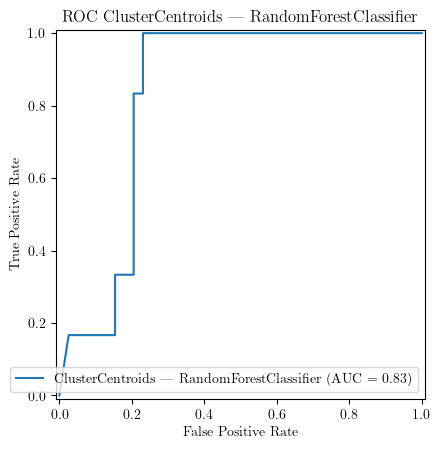 ROC ClusterCentroids — RandomForestClassifier
1.0
0.8
0.6
0.4
0.2
0.0
True Positive Rate
ClusterCentroids — RandomForestClassifier (AUC = 0.83)
0.0 0.2 0.4 0.6 0.8 1.0
False Positive Rate